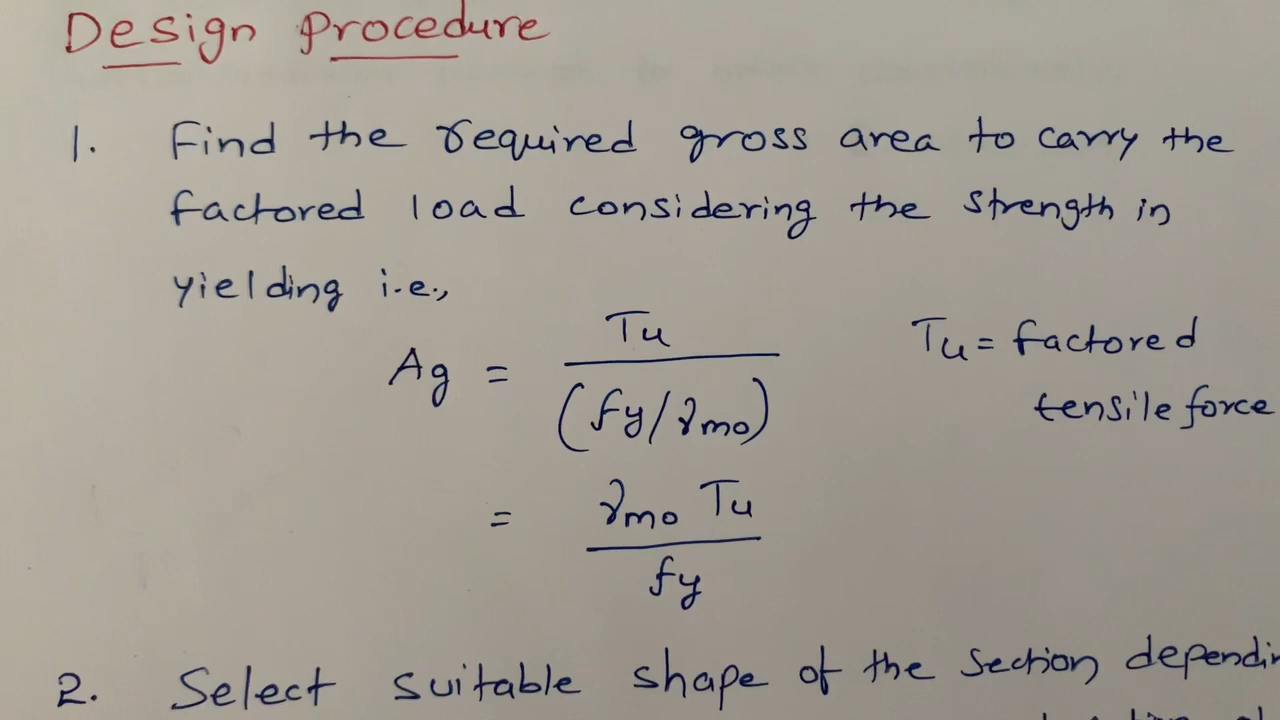 Design Procedure
1. Find the required gross area to carry the
factored load considering the strength in
yielding i.e.,
Ag = Tu / (fy/γmo)
Tu = factored
tensile force
= γmo Tu / fy
2. Select suitable shape of the section